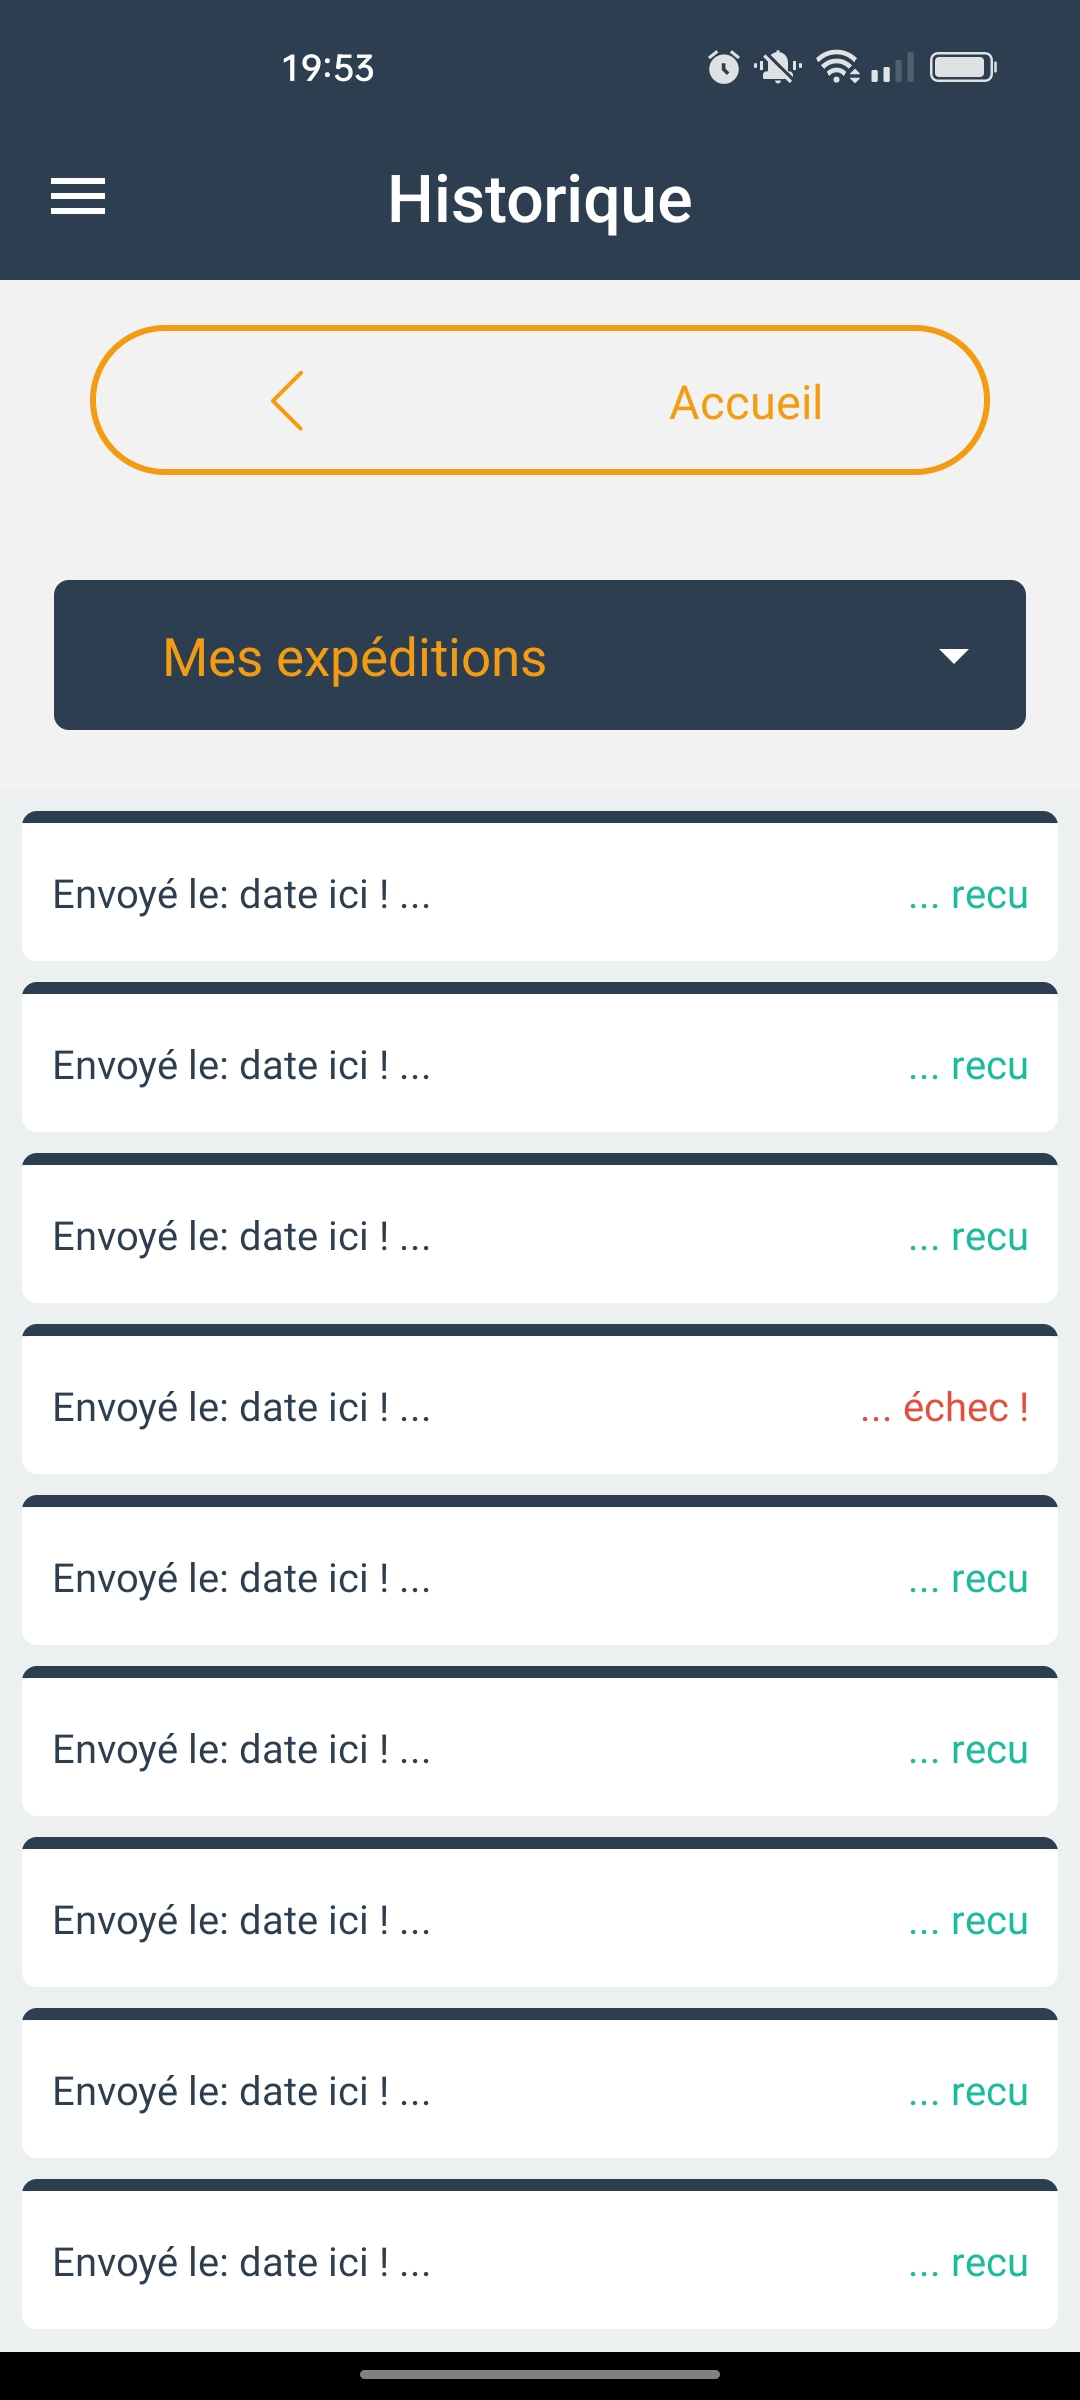 19:53
Historique
Accueil
Mes expéditions
Envoyé le: date ici ! ... ... recu
Envoyé le: date ici ! ... ... recu
Envoyé le: date ici ! ... ... recu
Envoyé le: date ici ! ... ... échec !
Envoyé le: date ici ! ... ... recu
Envoyé le: date ici ! ... ... recu
Envoyé le: date ici ! ... ... recu
Envoyé le: date ici ! ... ... recu
Envoyé le: date ici ! ... ... recu